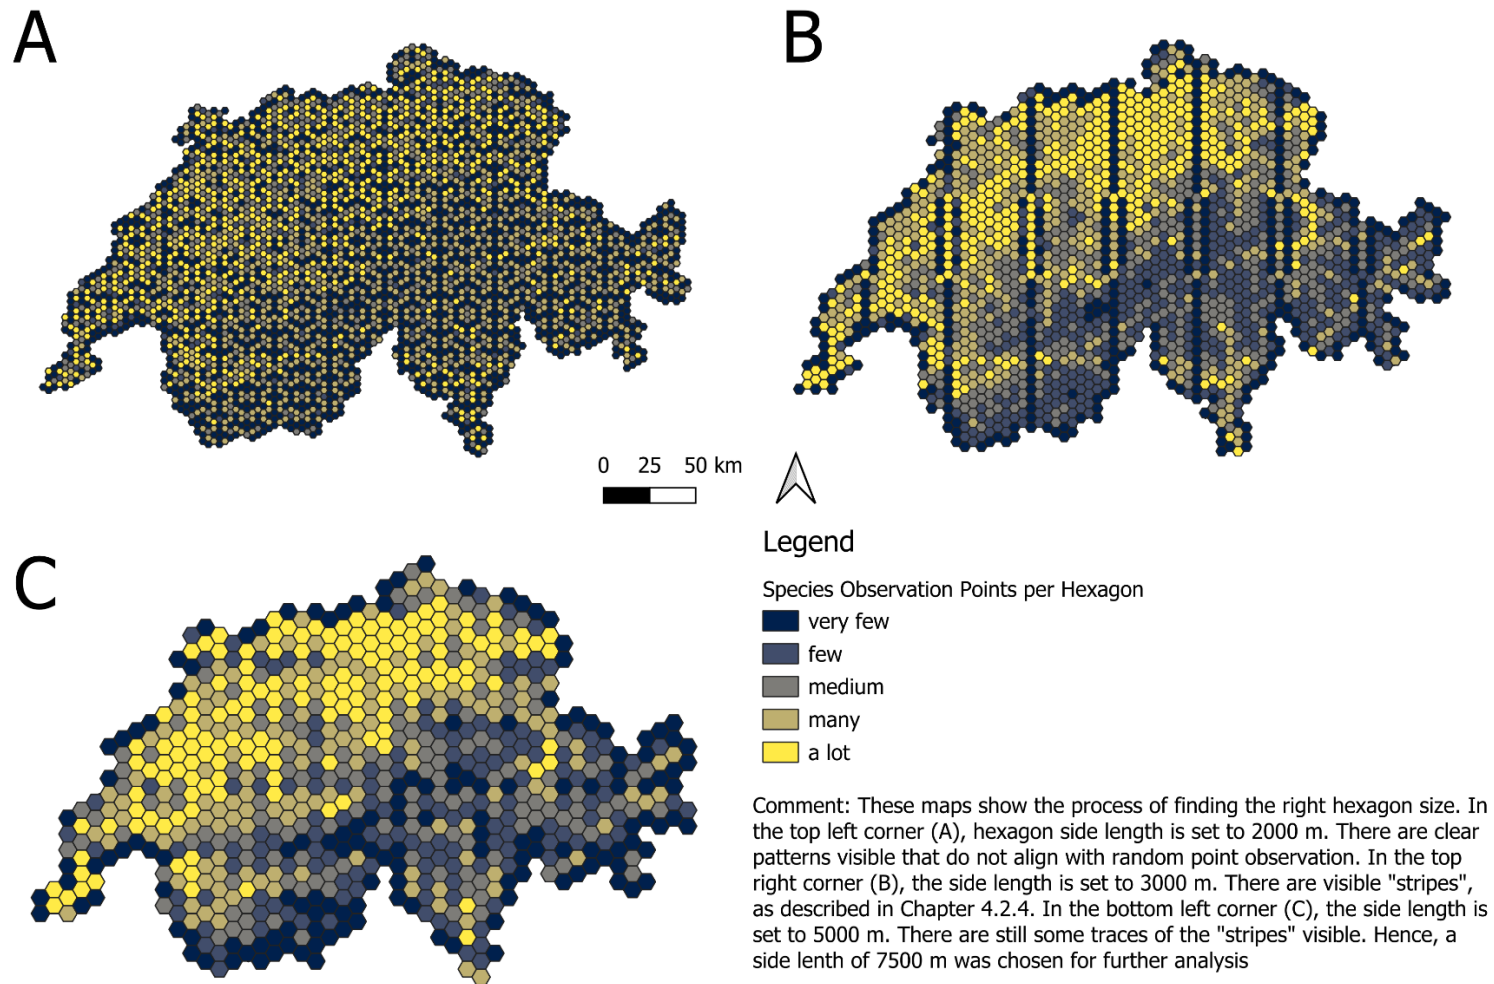 A
B
0 25 50 km
C
Legend
Species Observation Points per Hexagon
very few
few
medium
many
a lot
Comment: These maps show the process of finding the right hexagon size. In
the top left corner (A), hexagon side length is set to 2000 m. There are clear
patterns visible that do not align with random point observation. In the top
right corner (B), the side length is set to 3000 m. There are visible "stripes",
as described in Chapter 4.2.4. In the bottom left corner (C), the side length is
set to 5000 m. There are still some traces of the "stripes" visible. Hence, a
side lenth of 7500 m was chosen for further analysis